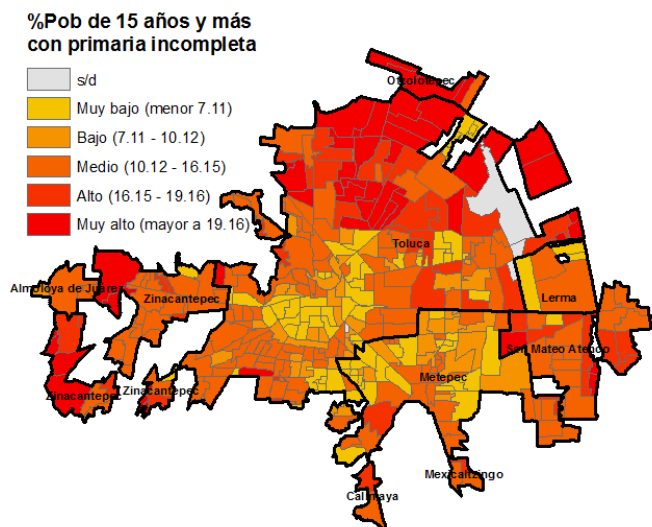 %Pob de 15 años y más
con primaria incompleta
s/d
Muy bajo (menor 7.11)
Bajo (7.11 - 10.12)
Medio (10.12 - 16.15)
Alto (16.15 - 19.16)
Muy alto (mayor a 19.16)
Otzolotepec
Toluca
Almoloya de Juárez
Zinacantepec
Lerma
San Mateo Atenco
Metepec
Zinacantepec
Zinacantepec
Mexicaltzingo
Calimaya